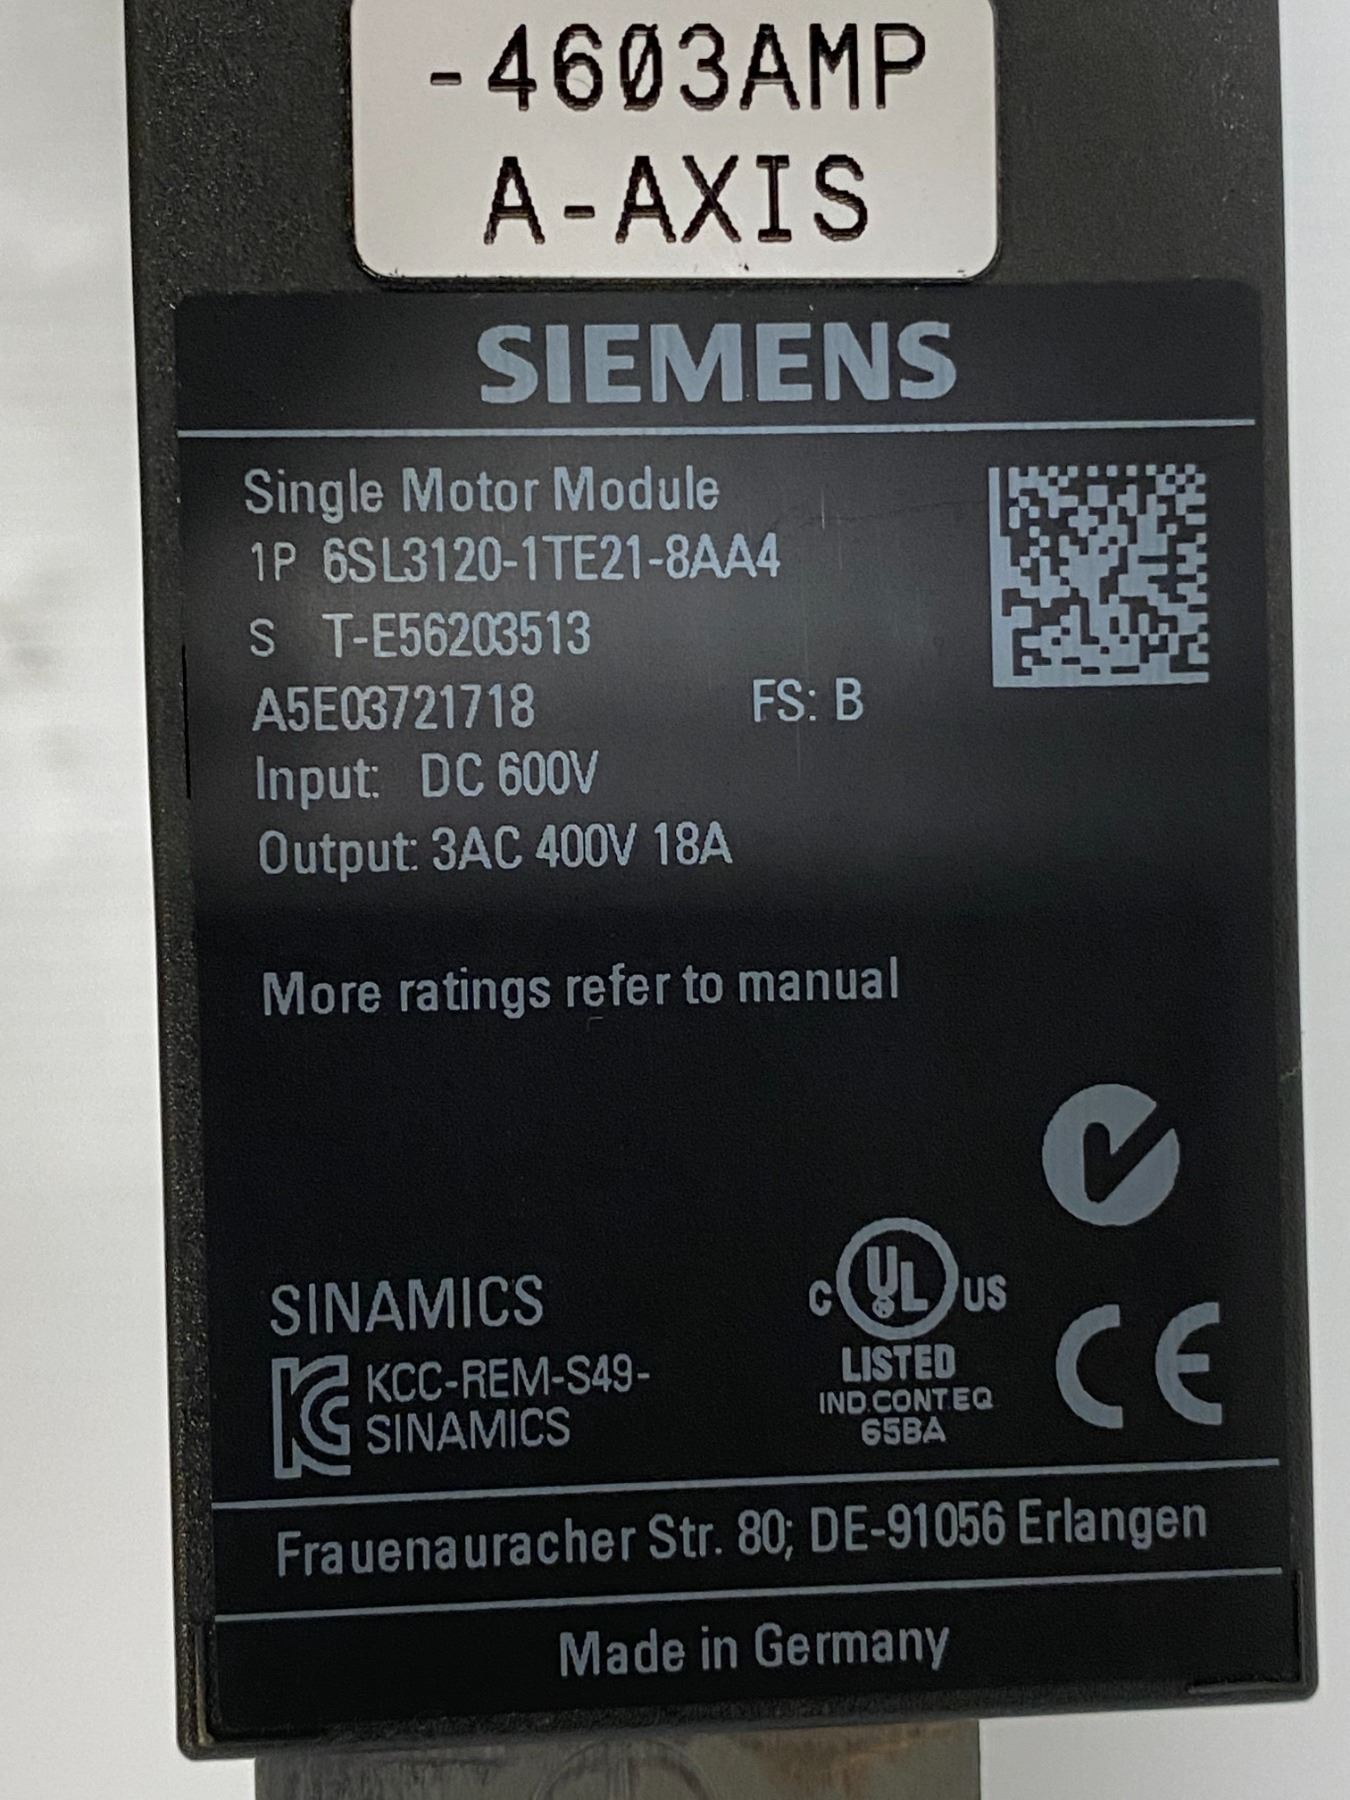 -4603AMP
A-AXIS
SIEMENS
Single Motor Module
1P 6SL3120-1TE21-8AA4
S T-E56203513
A5E03721718 FS: B
Input: DC 600V
Output: 3AC 400V 18A
More ratings refer to manual
SINAMICS
KCC-REM-S49-
SINAMICS
C UL US
LISTED
IND.CONT.EQ
65BA
CE
Frauenauracher Str. 80; DE-91056 Erlangen
Made in Germany